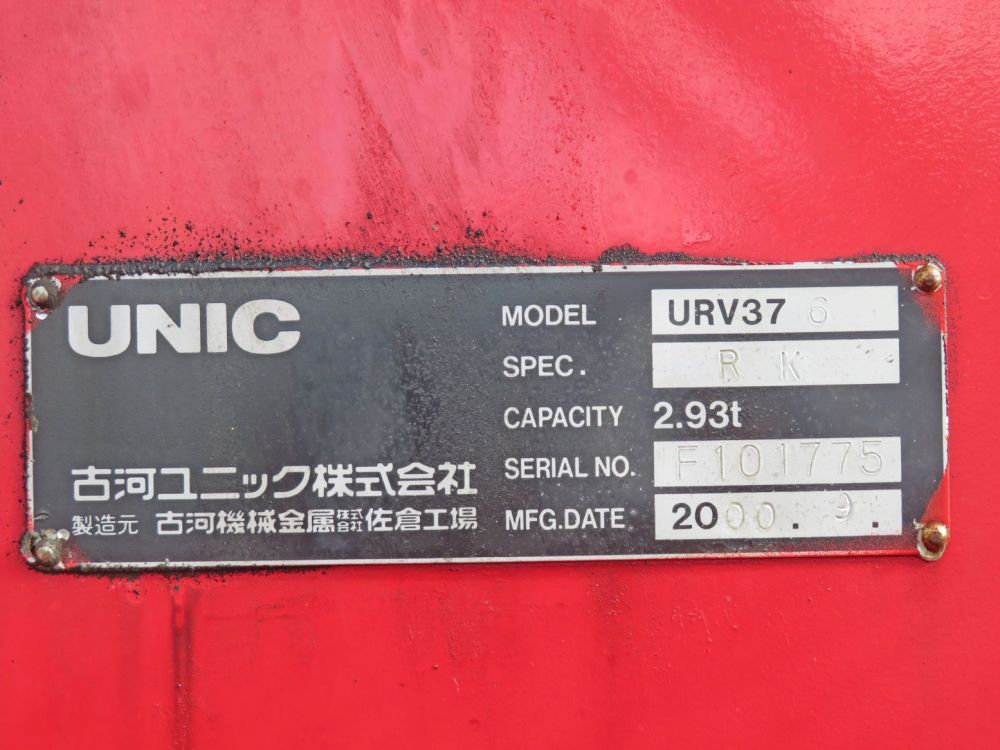 UNIC
古河ユニック株式会社
製造元 古河機械金属株式会社佐倉工場
MODEL URV37 6
SPEC. R K
CAPACITY 2.93t
SERIAL NO. F101775
MFG.DATE 2000. 9.